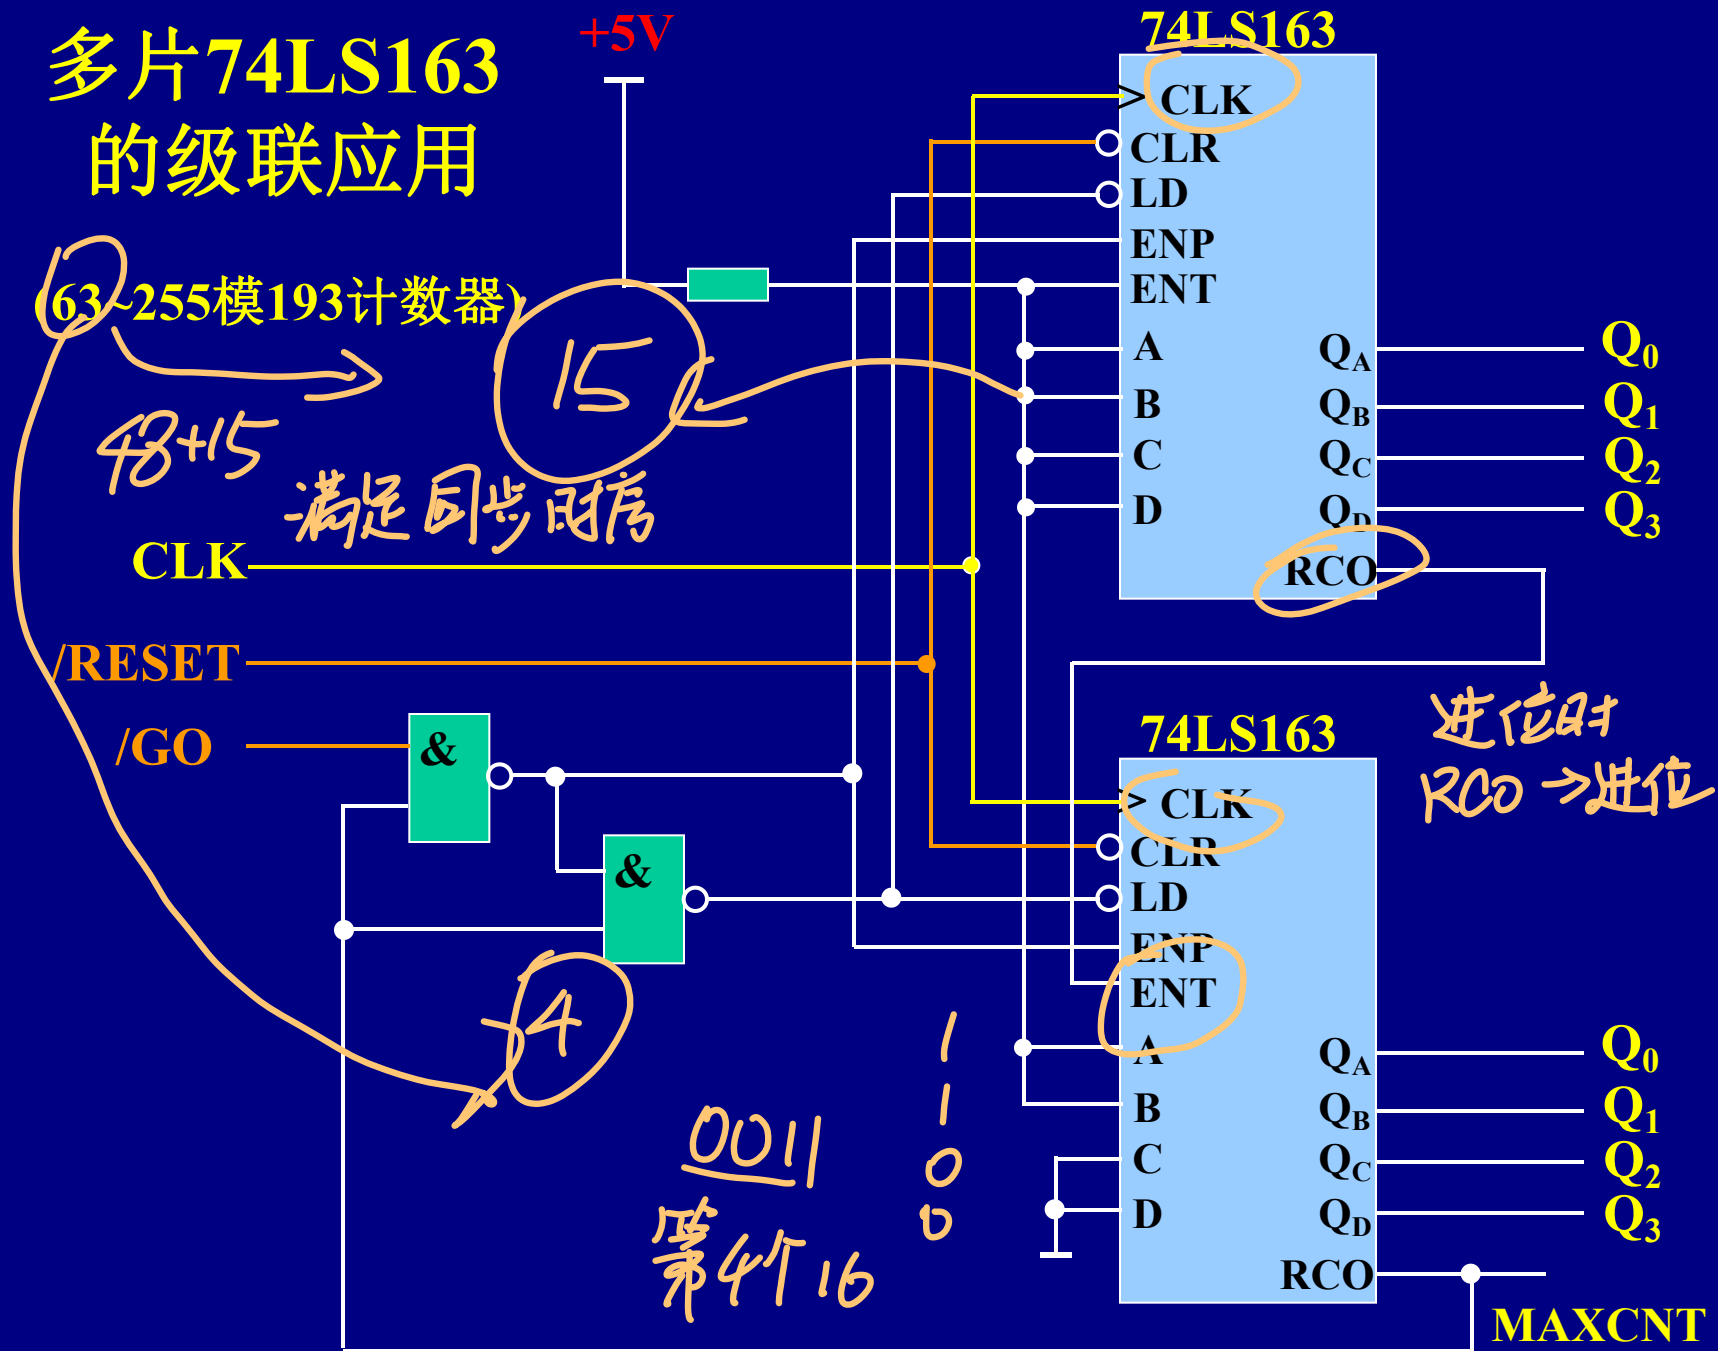 多片74LS163
的级联应用
(63~255模193计数器)
48+15
15
满足同步时序
+5V
CLK
/RESET
/GO
&
&
4
0011
第4个16
1
1
0
0
74LS163
CLK
CLR
LD
ENP
ENT
A
B
C
D
QA
QB
QC
QD
RCO
Q0
Q1
Q2
Q3
进位时
RCO→进位
74LS163
CLK
CLR
LD
ENP
ENT
A
B
C
D
QA
QB
QC
QD
RCO
Q0
Q1
Q2
Q3
MAXCNT